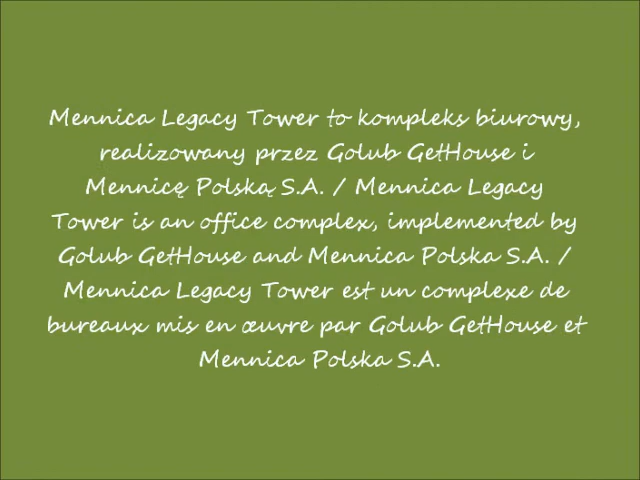 Mennica Legacy Tower to kompleks biurowy,
realizowany przez Golub GetHouse i
Mennicę Polską S.A. / Mennica Legacy
Tower is an office complex, implemented by
Golub GetHouse and Mennica Polska S.A. /
Mennica Legacy Tower est un complexe de
bureaux mis en œuvre par Golub GetHouse et
Mennica Polska S.A.